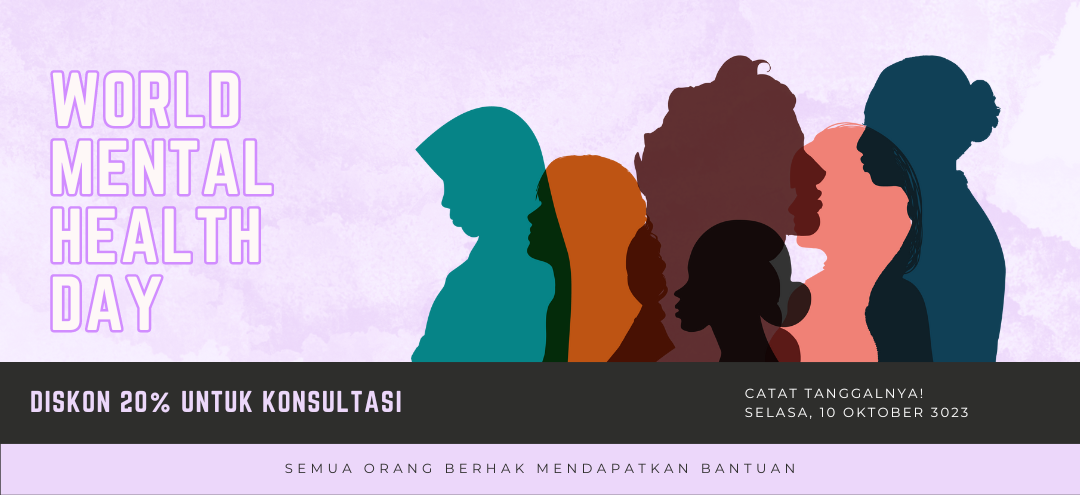 WORLD
MENTAL
HEALTH
DAY
DISKON 20% UNTUK KONSULTASI
CATAT TANGGALNYA!
SELASA, 10 OKTOBER 3023
SEMUA ORANG BERHAK MENDAPATKAN BANTUAN